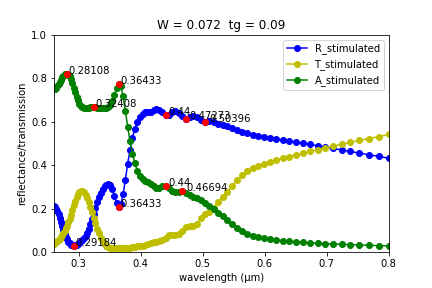 W = 0.072 tg = 0.09
1.0
0.8
0.6
0.4
0.2
0.0
reflectance/transmission
0.28108
0.36433
0.32408
0.44
0.47273
0.50396
0.44
0.46694
0.36433
0.29184
R_stimulated
T_stimulated
A_stimulated
0.3 0.4 0.5 0.6 0.7 0.8
wavelength (μm)